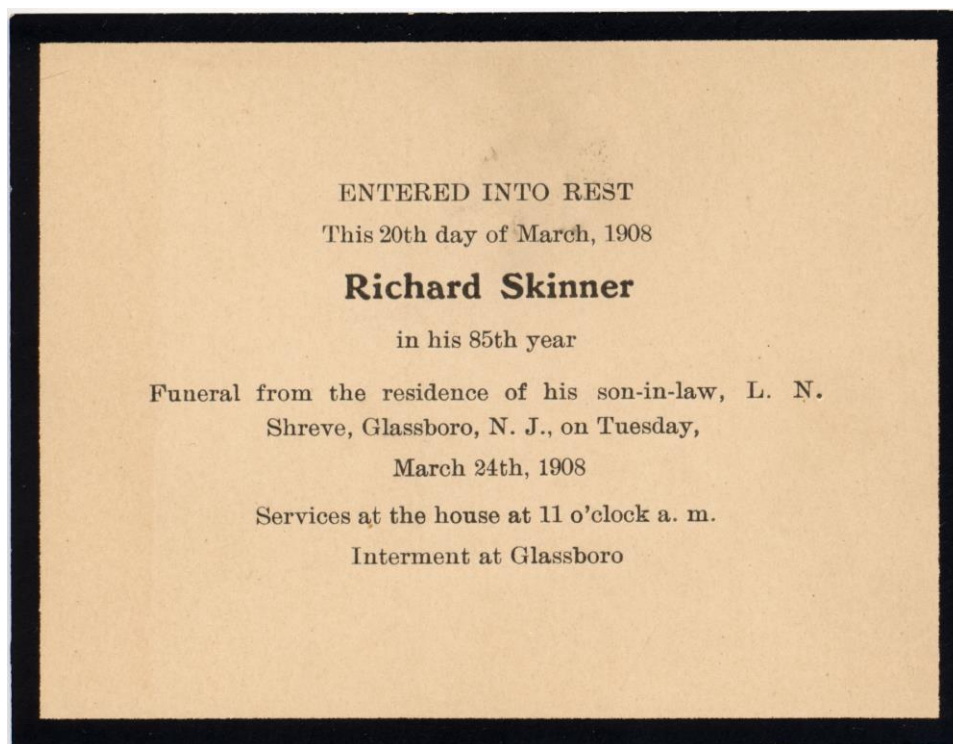 ENTERED INTO REST
This 20th day of March, 1908
Richard Skinner
in his 85th year
Funeral from the residence of his son-in-law, L. N.
Shreve, Glassboro, N. J., on Tuesday,
March 24th, 1908
Services at the house at 11 o'clock a. m.
Interment at Glassboro